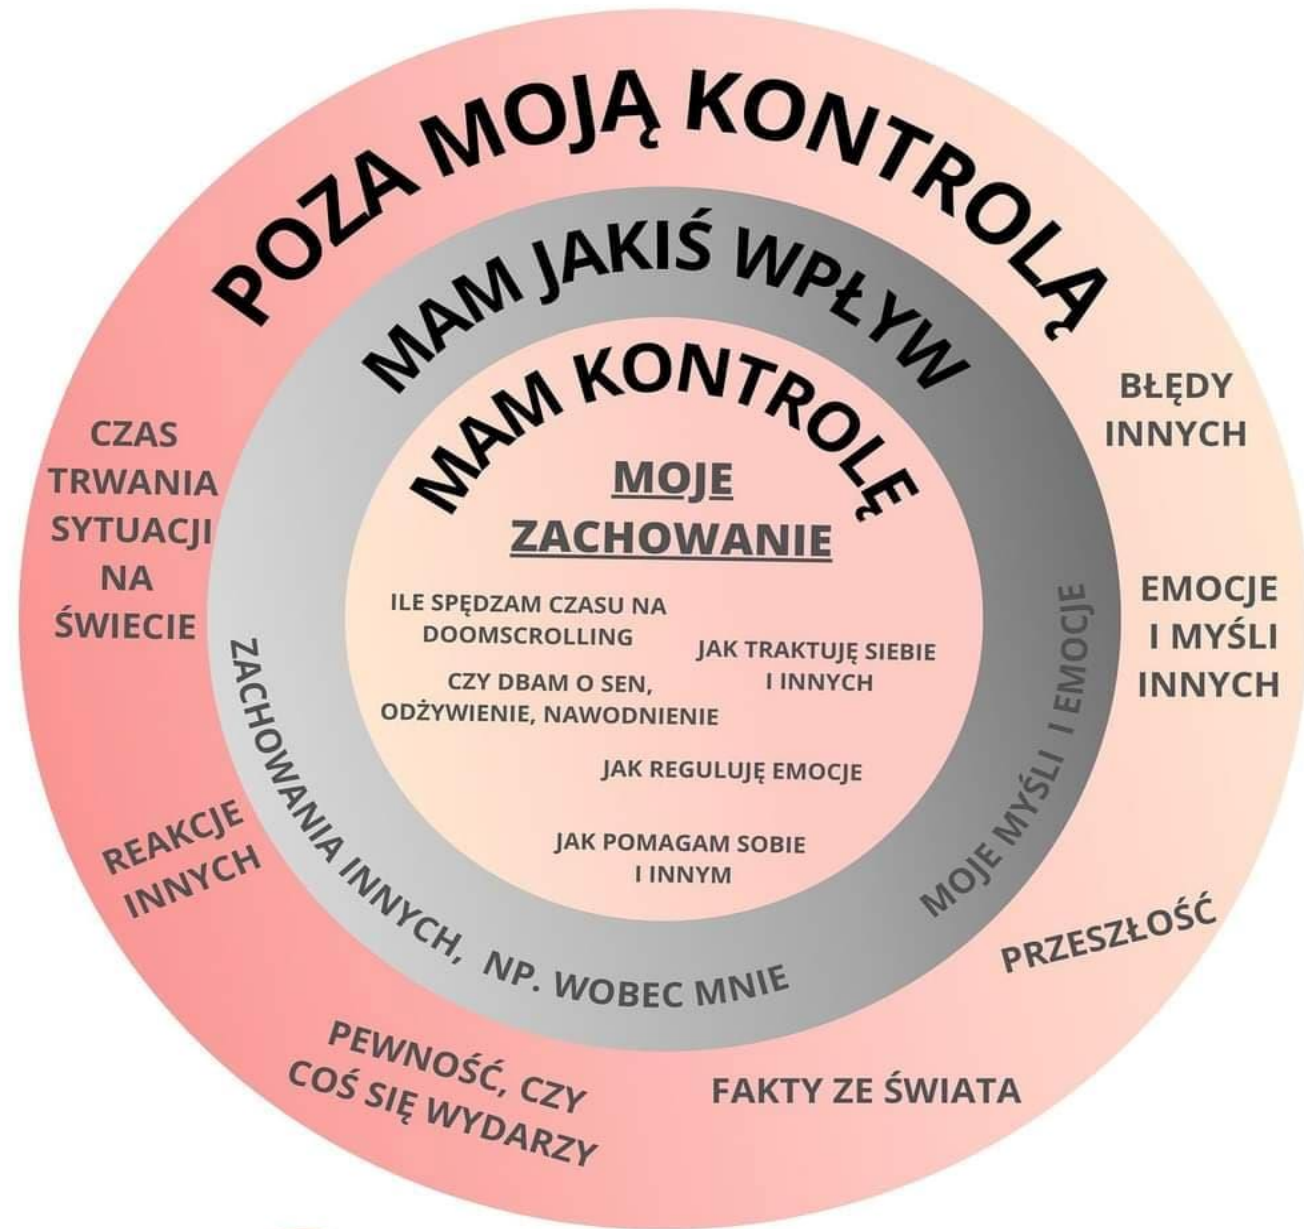 POZA MOJĄ KONTROLĄ
MAM JAKIŚ WPŁYW
MAM KONTROLĘ
MOJE
ZACHOWANIE
ILE SPĘDZAM CZASU NA
DOOMSCROLLING
JAK TRAKTUJĘ SIEBIE
I INNYCH
CZY DBAM O SEN,
ODŻYWIENIE, NAWODNIENIE
JAK REGULUJĘ EMOCJE
JAK POMAGAM SOBIE
I INNYM
ZACHOWANIA INNYCH, NP. WOBEC MNIE
MOJE MYŚLI I EMOCJE
CZAS
TRWANIA
SYTUACJI
NA
ŚWIECIE
REAKCJE
INNYCH
PEWNOŚĆ, CZY
COŚ SIĘ WYDARZY
FAKTY ZE ŚWIATA
PRZESZŁOŚĆ
EMOCJE
I MYŚLI
INNYCH
BŁĘDY
INNYCH